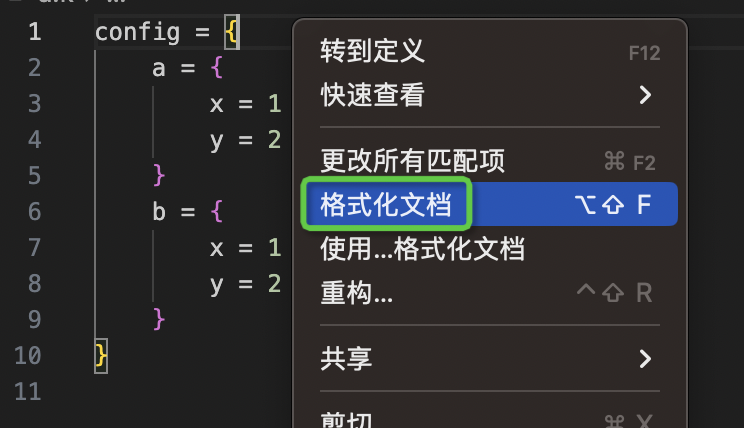 1 config = {
2 a = {
3 x = 1
4 y = 2
5 }
6 b = {
7 x = 1
8 y = 2
9 }
10 }
11
转到定义 F12
快速查看
更改所有匹配项 ⌘ F2
格式化文档 ⌥⇧ F
使用...格式化文档
重构... ^⇧ R
共享
剪切 ⌘ X